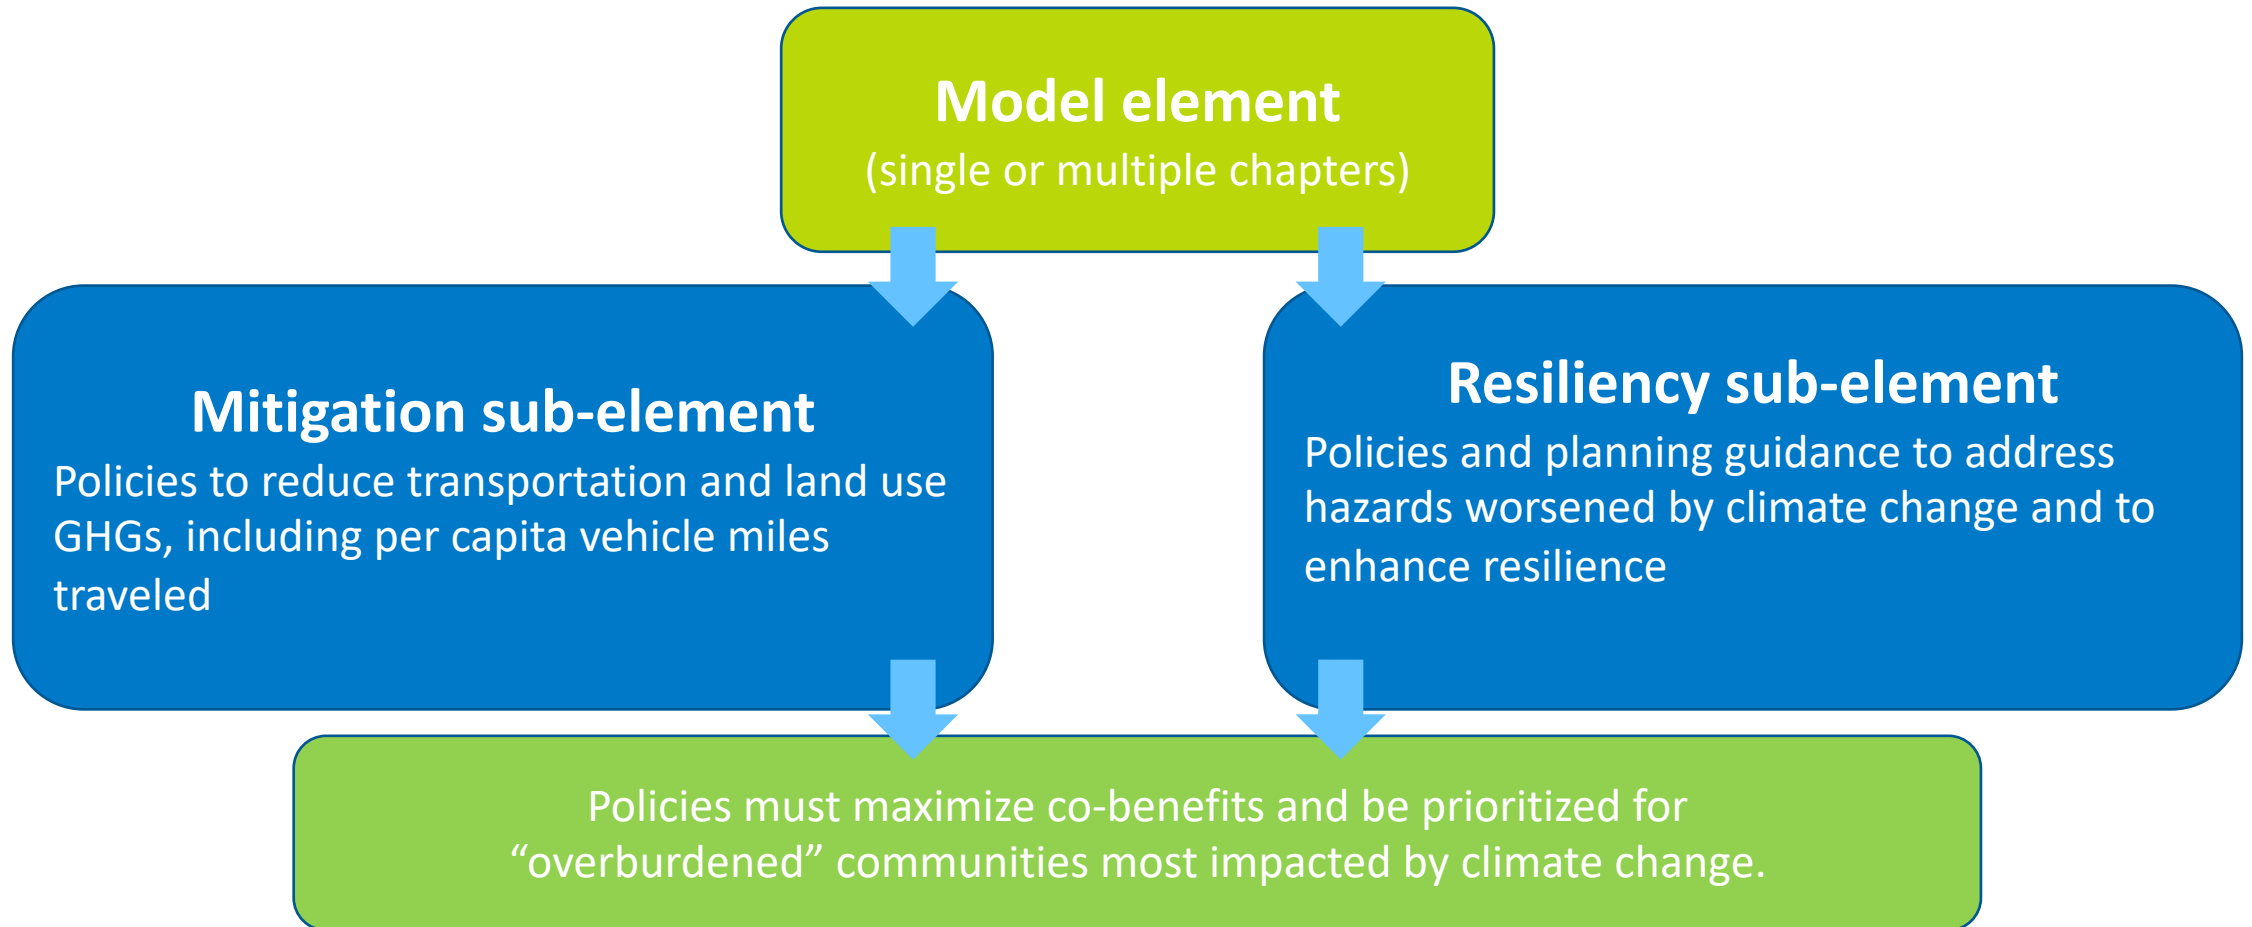 Model element
(single or multiple chapters)
Mitigation sub-element
Policies to reduce transportation and land use
GHGs, including per capita vehicle miles
traveled
Resiliency sub-element
Policies and planning guidance to address
hazards worsened by climate change and to
enhance resilience
Policies must maximize co-benefits and be prioritized for
“overburdened” communities most impacted by climate change.